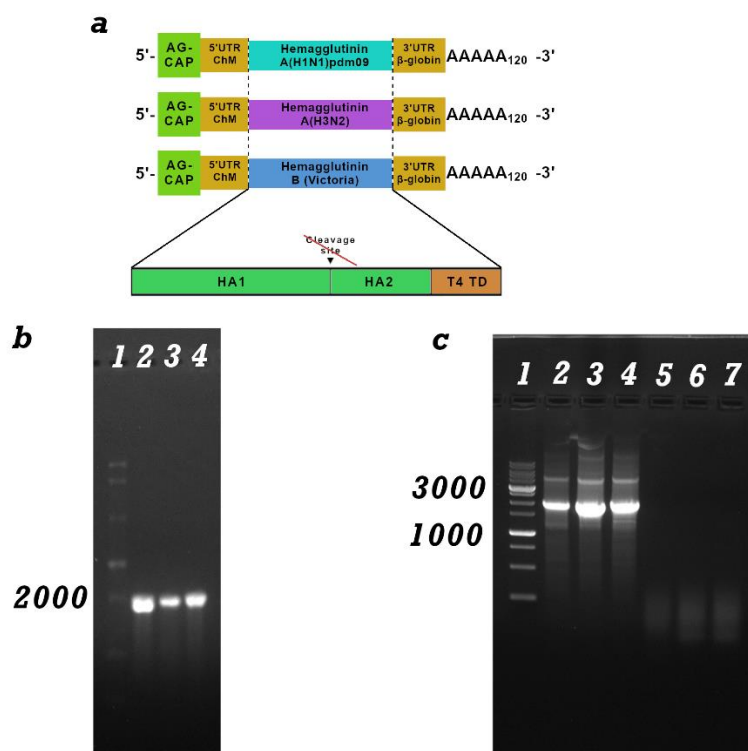 a
5'- AG-CAP 5'UTR ChM Hemagglutinin A(H1N1)pdm09 3'UTR β-globin AAAAA120 -3'
5'- AG-CAP 5'UTR ChM Hemagglutinin A(H3N2) 3'UTR β-globin AAAAA120 -3'
5'- AG-CAP 5'UTR ChM Hemagglutinin B (Victoria) 3'UTR β-globin AAAAA120 -3'
Cleavage
site
HA1 HA2 T4 TD
b
1 2 3 4
2000
c
1 2 3 4 5 6 7
3000
1000